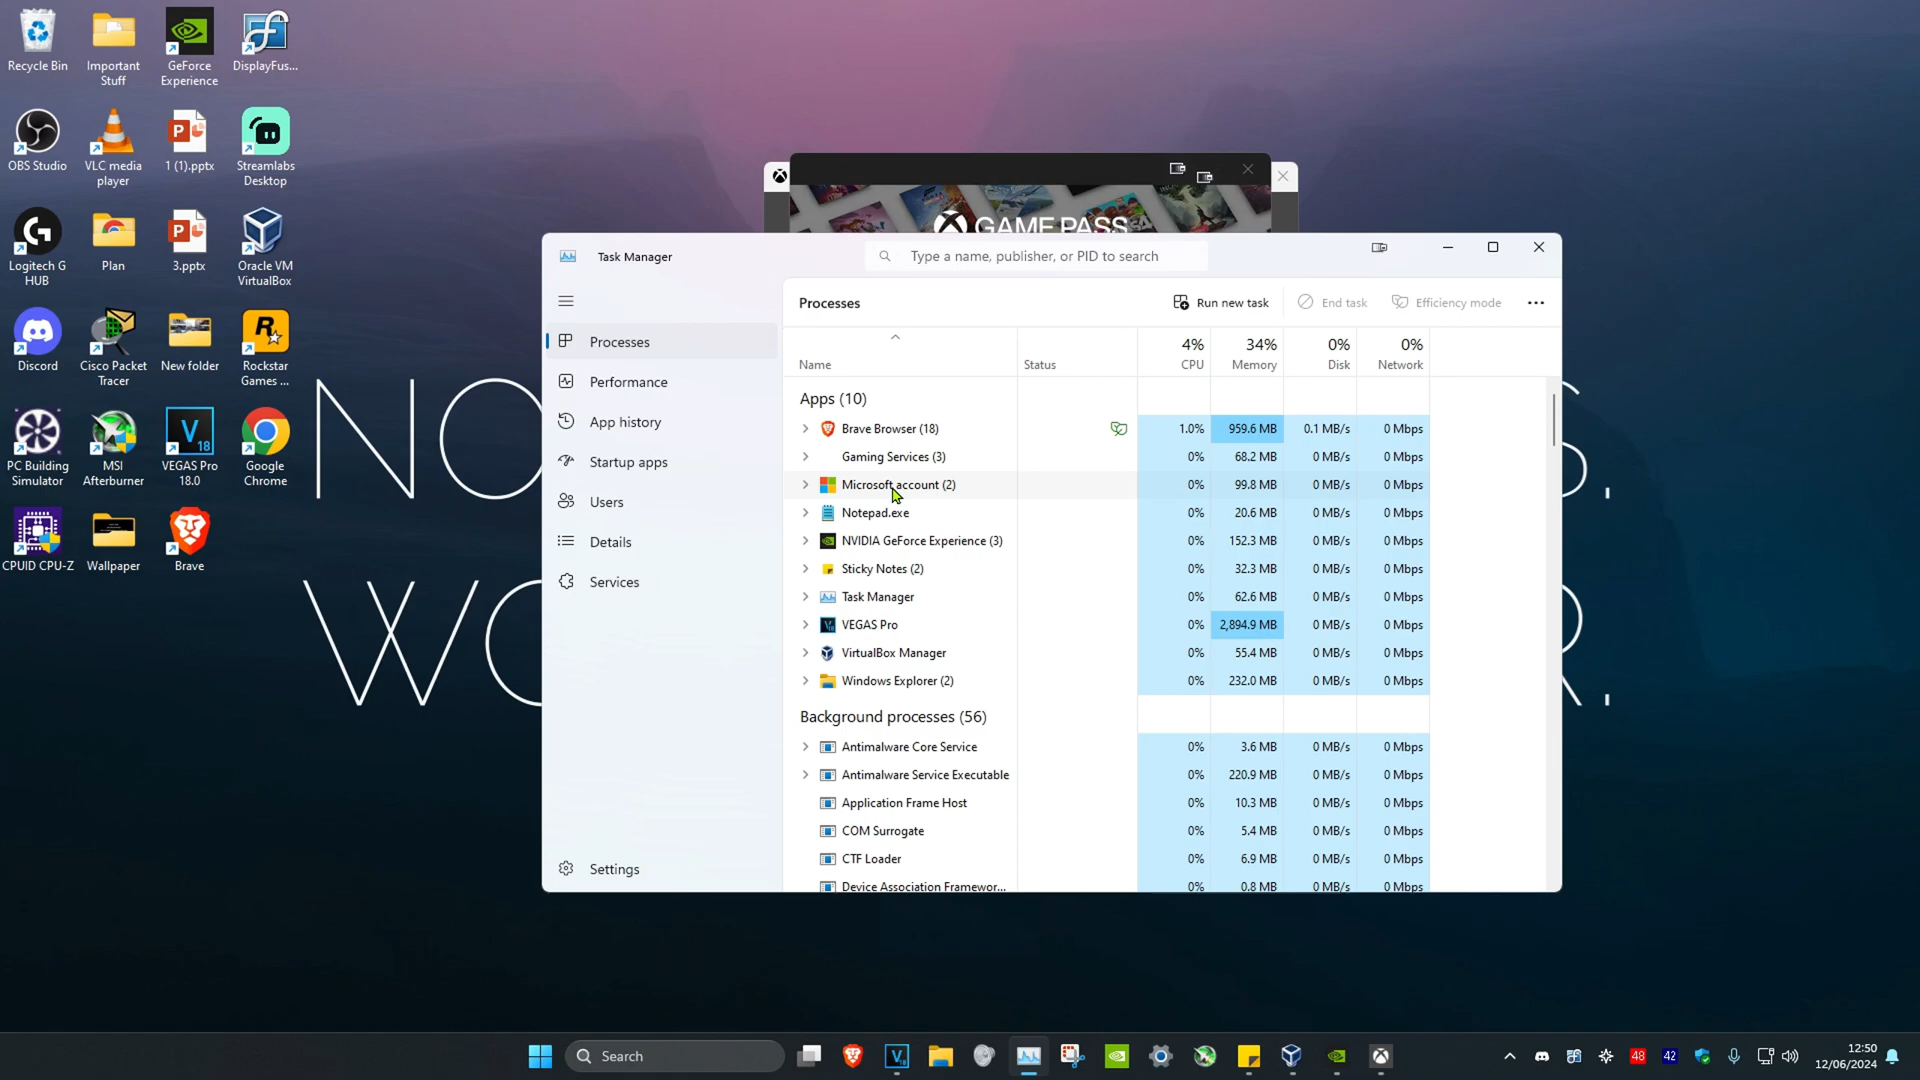 Recycle Bin
Important
Stuff
GeForce
Experience
DisplayFus...
OBS Studio
VLC media
player
1 (1).pptx
Streamlabs
Desktop
Logitech G
HUB
Plan
3.pptx
Oracle VM
VirtualBox
Discord
Cisco Packet
Tracer
New folder
Rockstar
Games ...
PC Building
Simulator
MSI
Afterburner
VEGAS Pro
18.0
Google
Chrome
CPUID CPU-Z
Wallpaper
Brave
GAME PASS
Task Manager
Type a name, publisher, or PID to search
Processes
Performance
App history
Startup apps
Users
Details
Services
Settings
Processes
Run new task
End task
Efficiency mode
4% 34% 0% 0%
Name Status CPU Memory Disk Network
Apps (10)
Brave Browser (18) 1.0% 959.6 MB 0.1 MB/s 0 Mbps
Gaming Services (3) 0% 68.2 MB 0 MB/s 0 Mbps
Microsoft account (2) 0% 99.8 MB 0 MB/s 0 Mbps
Notepad.exe 0% 20.6 MB 0 MB/s 0 Mbps
NVIDIA GeForce Experience (3) 0% 152.3 MB 0 MB/s 0 Mbps
Sticky Notes (2) 0% 32.3 MB 0 MB/s 0 Mbps
Task Manager 0% 62.6 MB 0 MB/s 0 Mbps
VEGAS Pro 0% 2,894.9 MB 0 MB/s 0 Mbps
VirtualBox Manager 0% 55.4 MB 0 MB/s 0 Mbps
Windows Explorer (2) 0% 232.0 MB 0 MB/s 0 Mbps
Background processes (56)
Antimalware Core Service 0% 3.6 MB 0 MB/s 0 Mbps
Antimalware Service Executable 0% 220.9 MB 0 MB/s 0 Mbps
Application Frame Host 0% 10.3 MB 0 MB/s 0 Mbps
COM Surrogate 0% 5.4 MB 0 MB/s 0 Mbps
CTF Loader 0% 6.9 MB 0 MB/s 0 Mbps
Device Association Framewor... 0% 0.8 MB 0 MB/s 0 Mbps
NO
WO
Search
48
42
12:50
12/06/2024